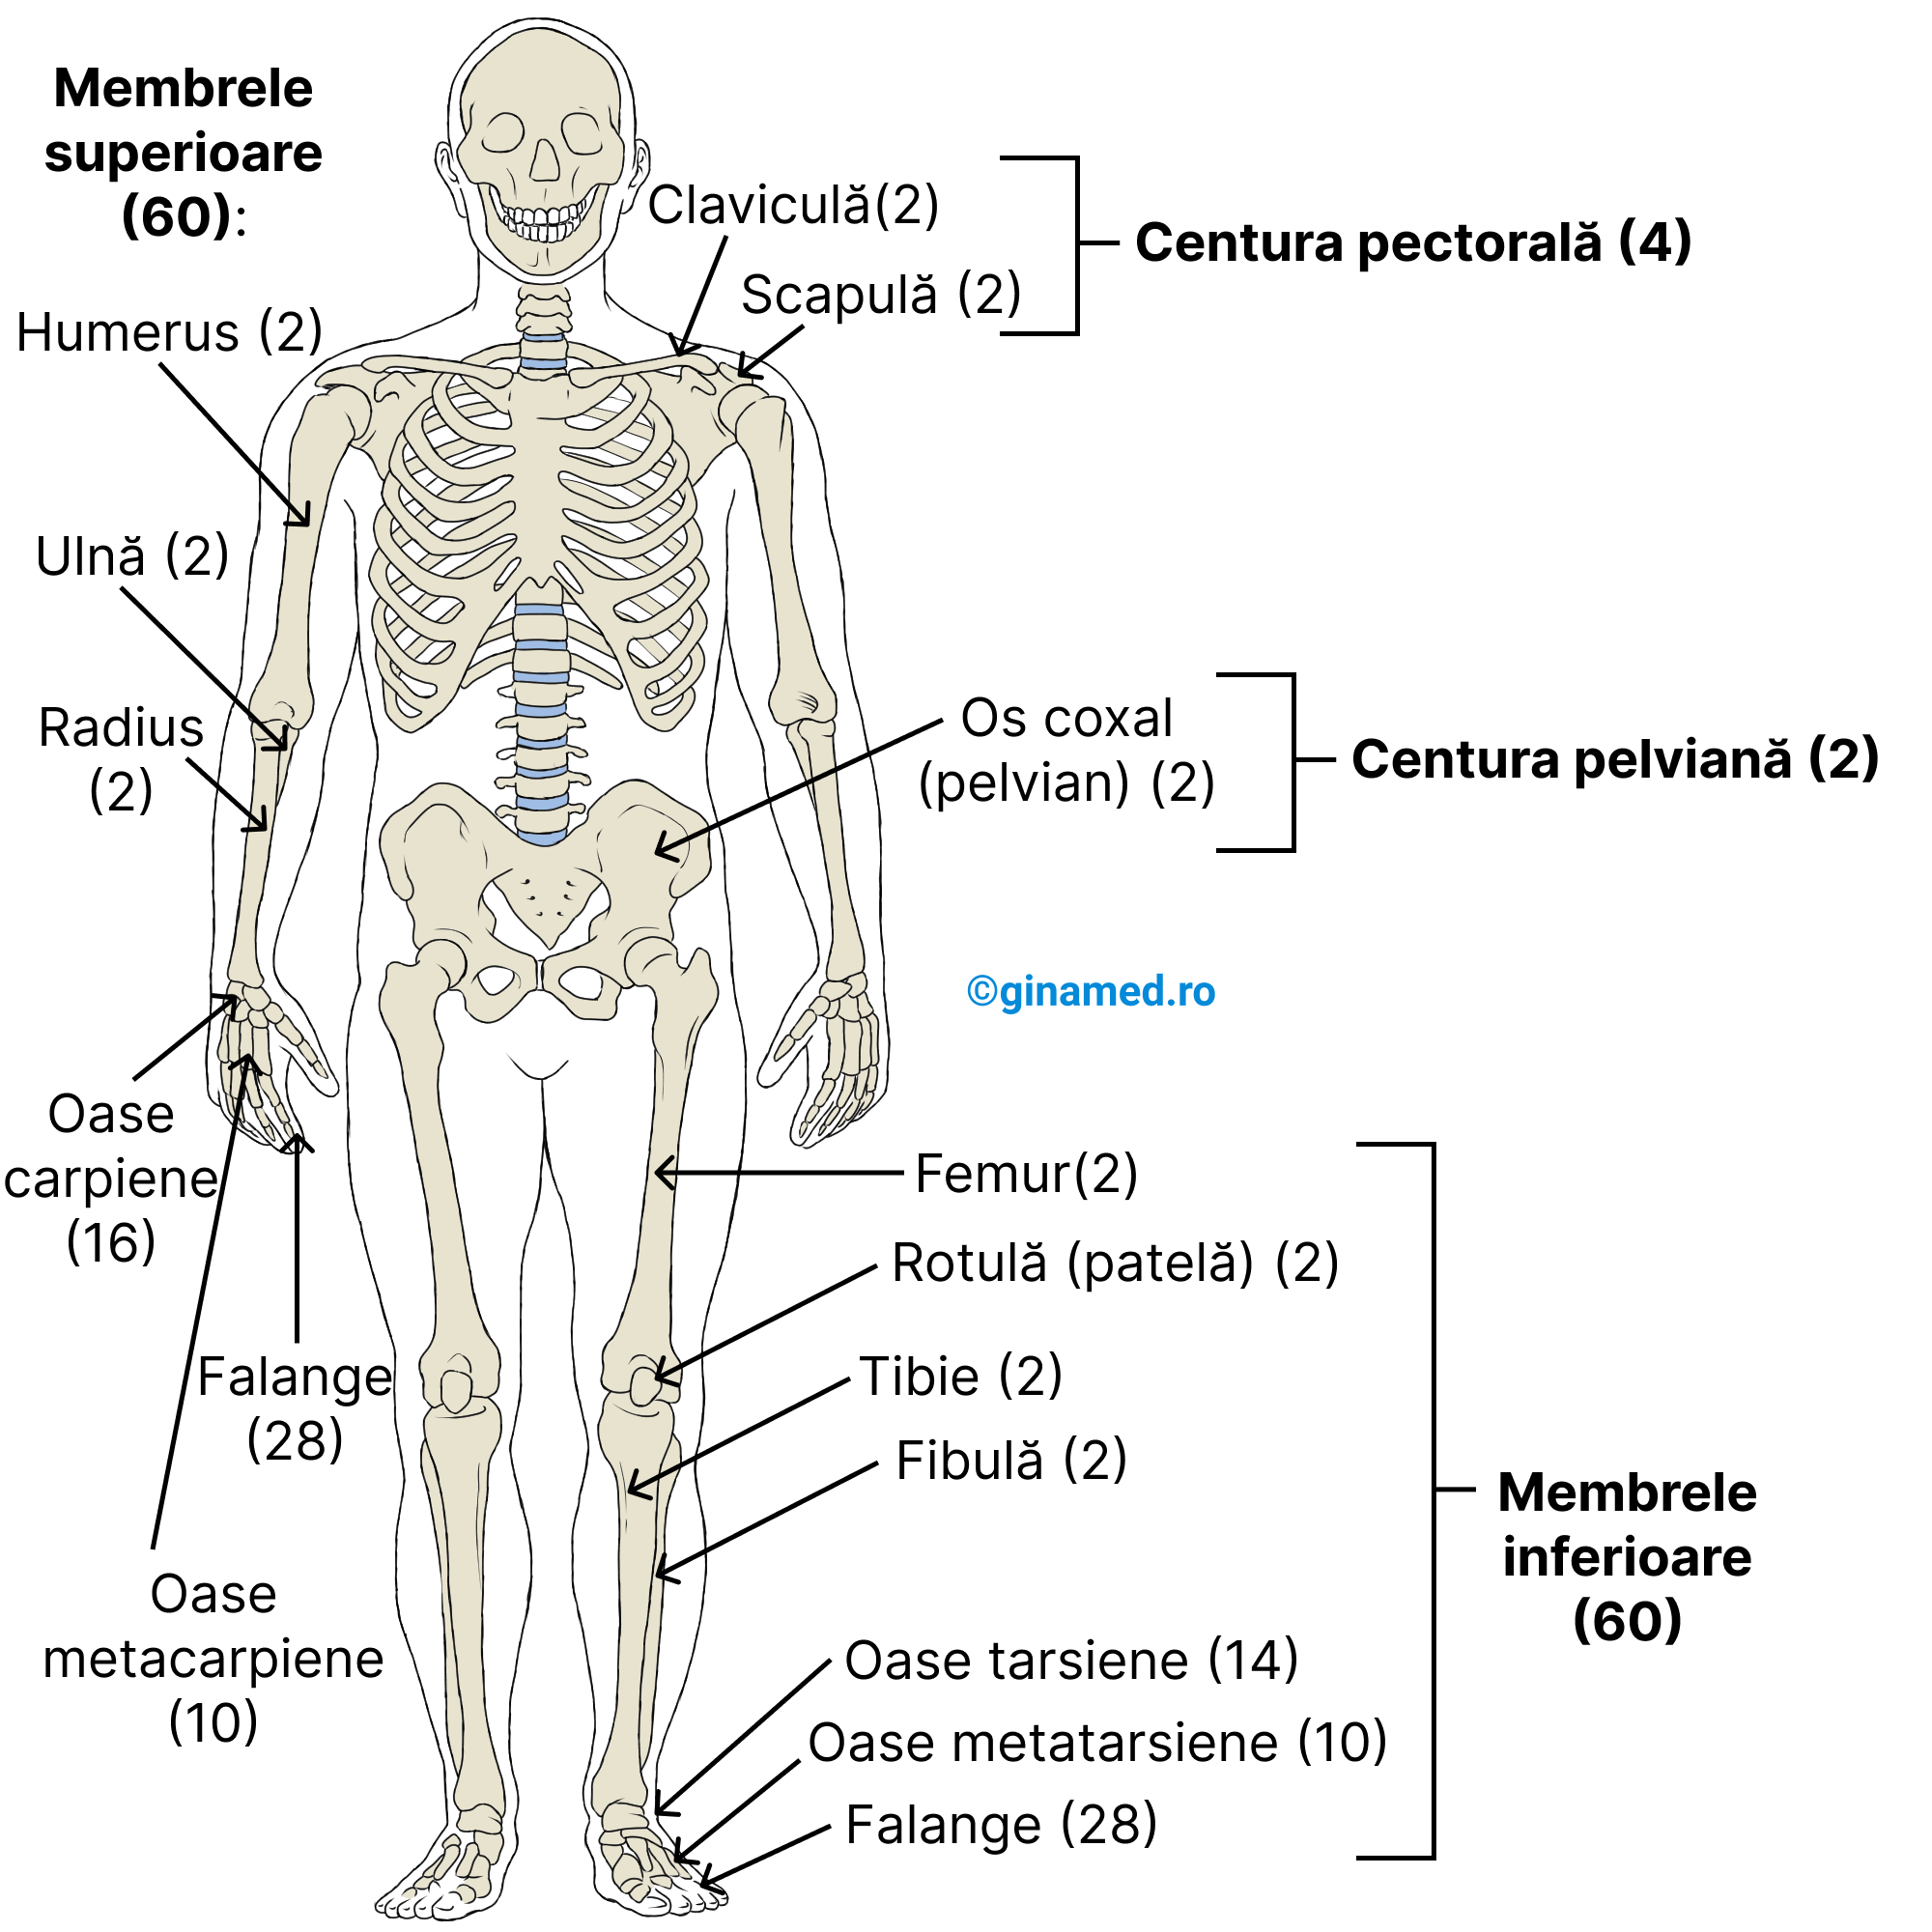 Membrele
superioare
(60):
Humerus (2)
Ulnă (2)
Radius
(2)
Oase
carpiene
(16)
Falange
(28)
Oase
metacarpiene
(10)
Claviculă(2)
Scapulă (2)
Centura pectorală (4)
Os coxal
(pelvian) (2)
Centura pelviană (2)
©ginamed.ro
Femur(2)
Rotulă (patelă) (2)
Tibie (2)
Fibulă (2)
Oase tarsiene (14)
Oase metatarsiene (10)
Falange (28)
Membrele
inferioare
(60)